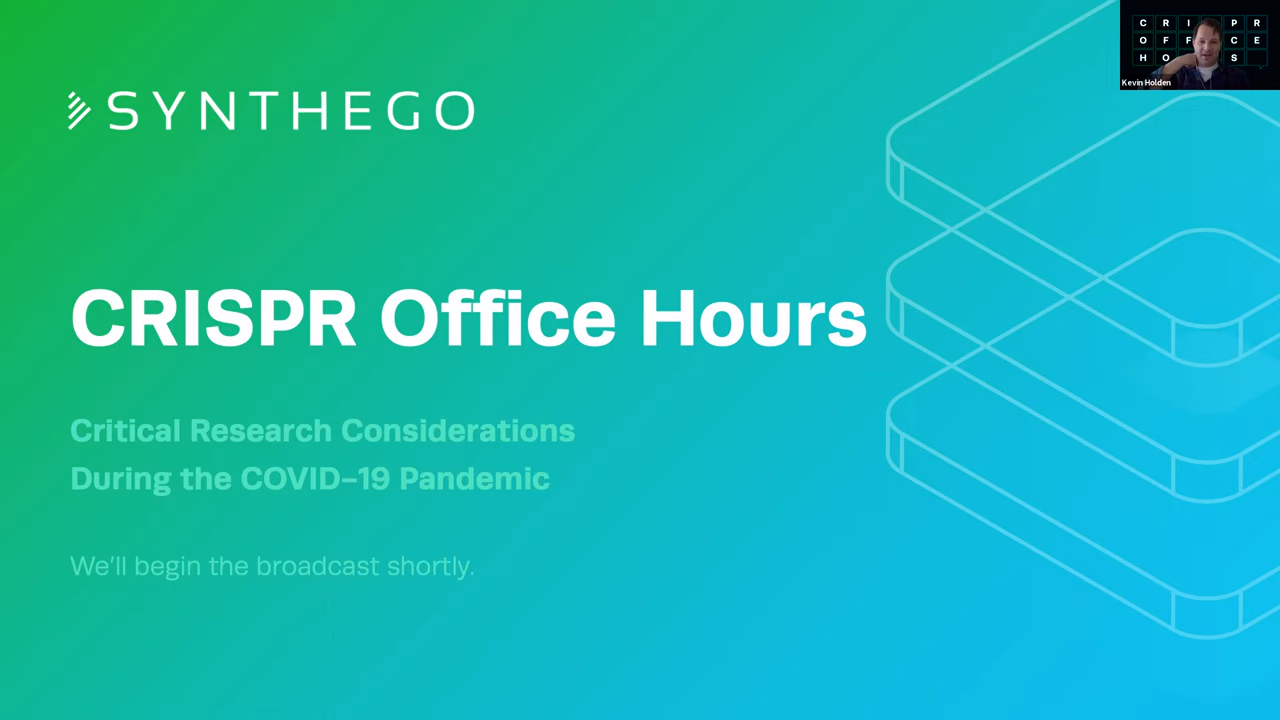 SYNTHEGO
CRISPR Office Hours
Critical Research Considerations
During the COVID-19 Pandemic
We'll begin the broadcast shortly.
C R I P R
O F F C E
H O S
Kevin Holden